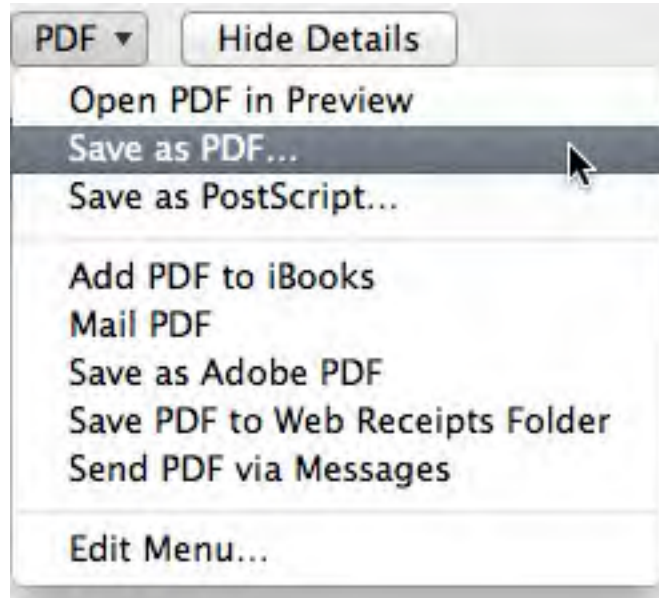 PDF ▼ Hide Details
Open PDF in Preview
Save as PDF...
Save as PostScript...
Add PDF to iBooks
Mail PDF
Save as Adobe PDF
Save PDF to Web Receipts Folder
Send PDF via Messages
Edit Menu...